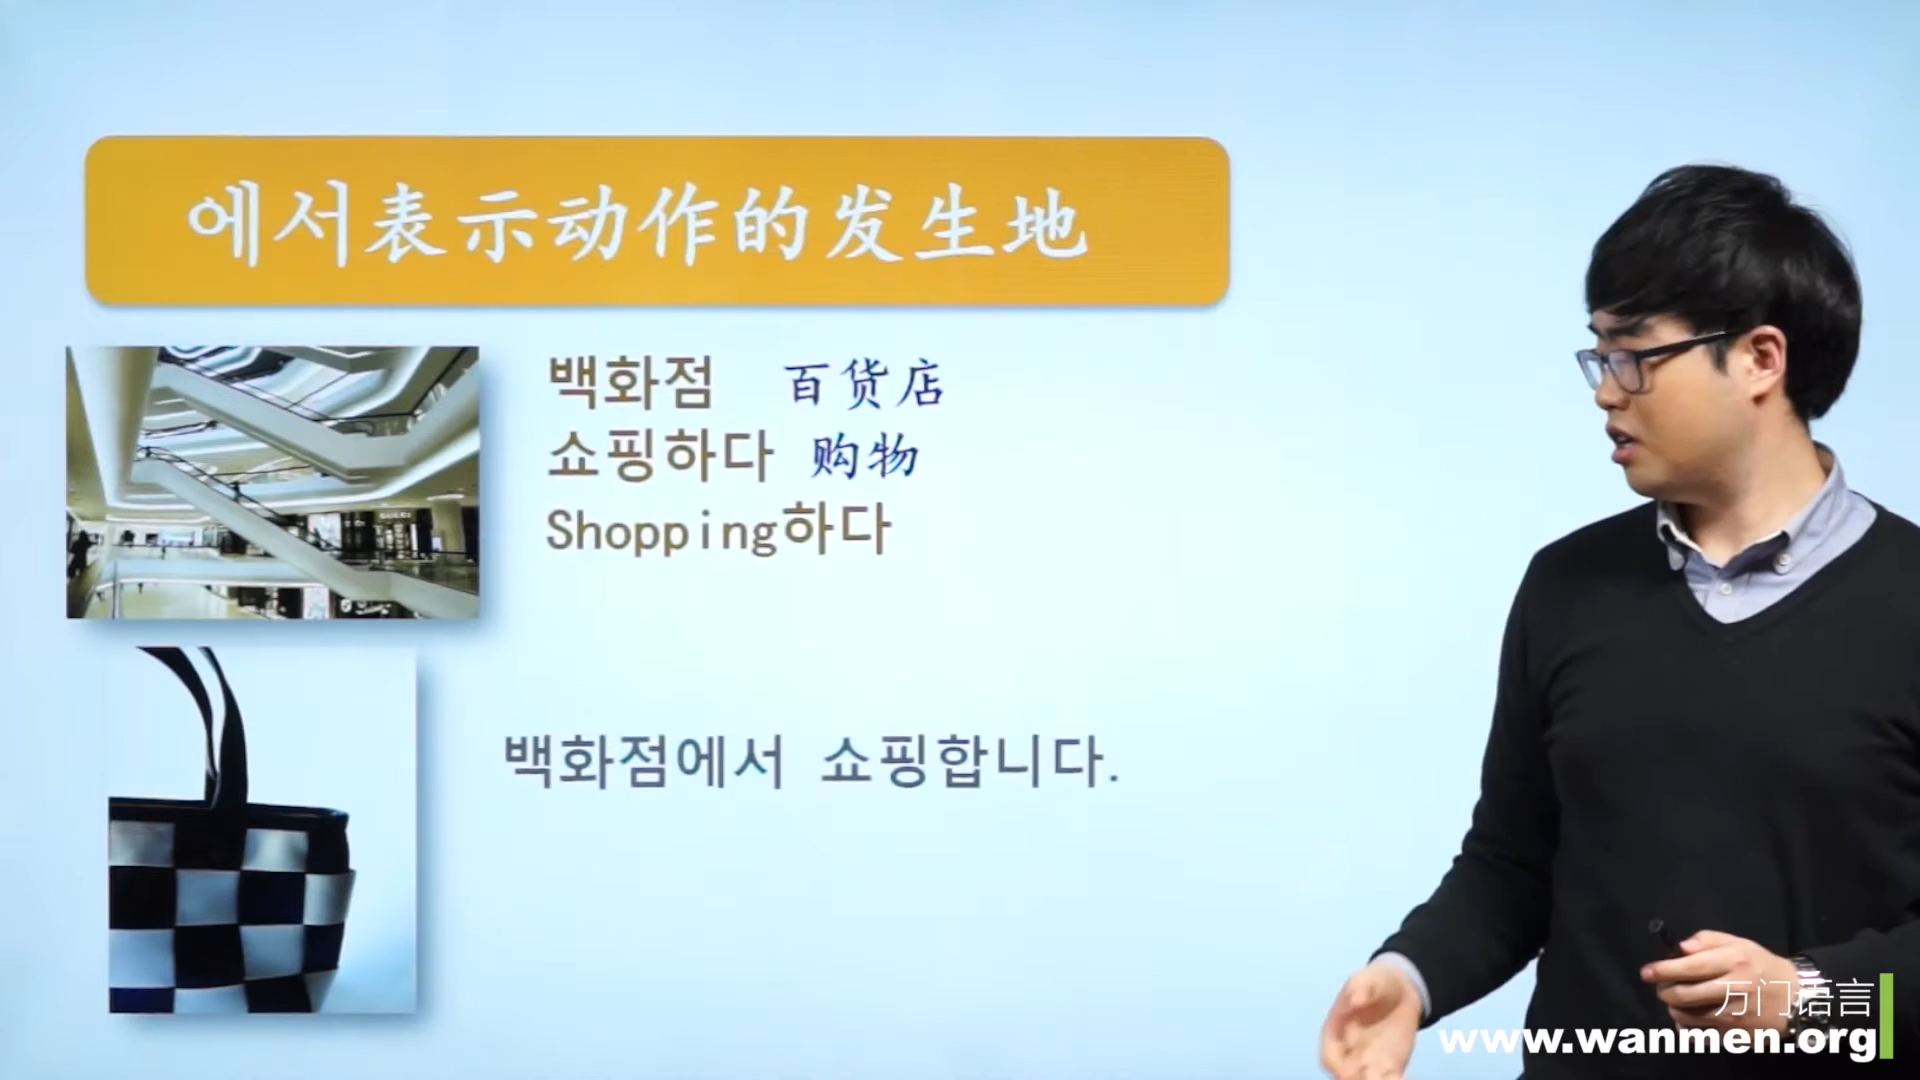 에서表示动作的发生地
백화점 百货店
쇼핑하다 购物
Shopping하다
백화점에서 쇼핑합니다.
万门语言
www.wanmen.org